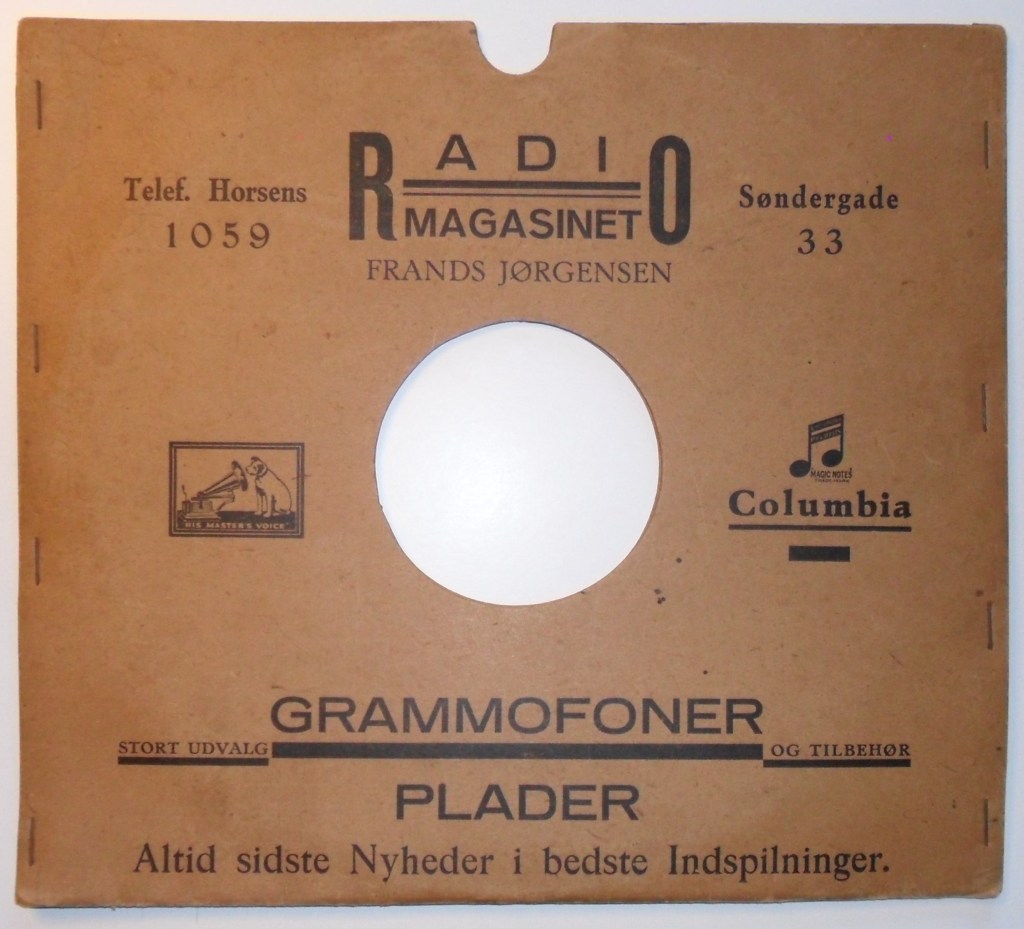 RADIO
MAGASINET
FRANDS JØRGENSEN
Telef. Horsens
1059
Søndergade
33
HIS MASTER'S VOICE
MAGIC NOTES
Columbia
GRAMMOFONER
STORT UDVALG
OG TILBEHØR
PLADER
Altid sidste Nyheder i bedste Indspilninger.